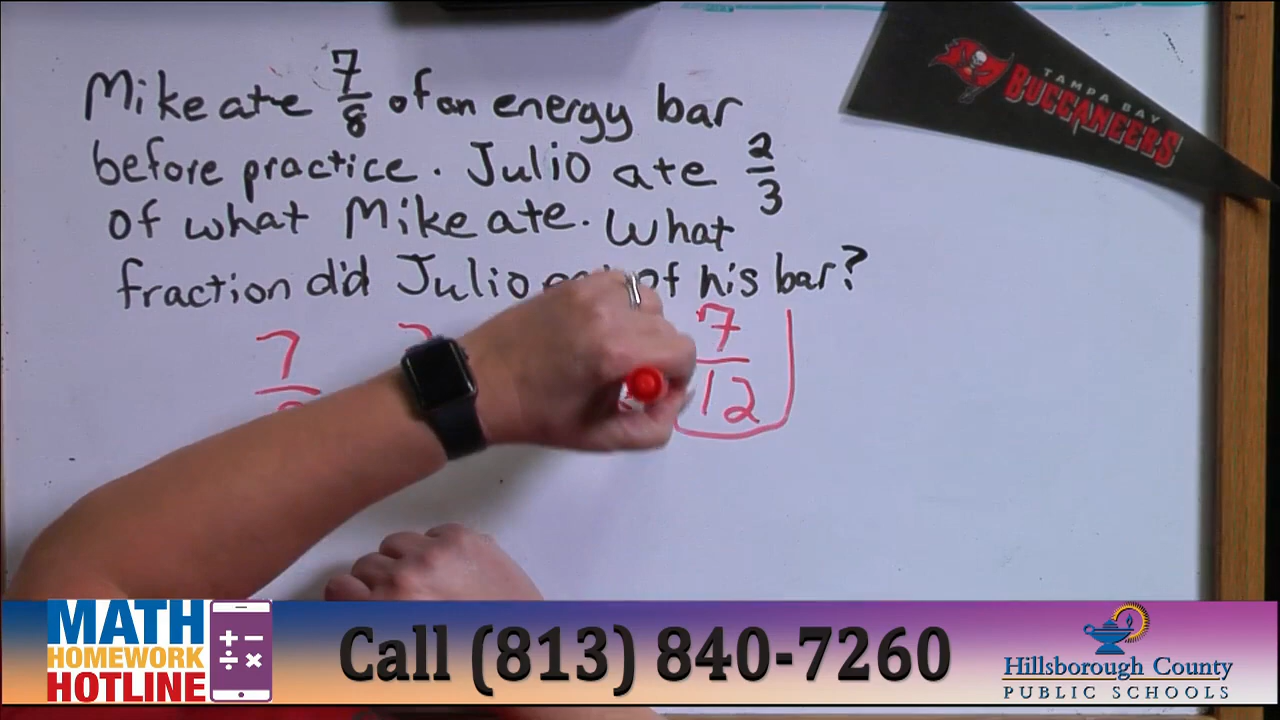 Mike ate 7/8 of an energy bar
before practice. Julio ate 2/3
of what Mike ate. What
fraction did Julio of his bar?
7
7/12
TAMPA BAY
BUCCANEERS
MATH
HOMEWORK
HOTLINE
Call (813) 840-7260
Hillsborough County
PUBLIC SCHOOLS